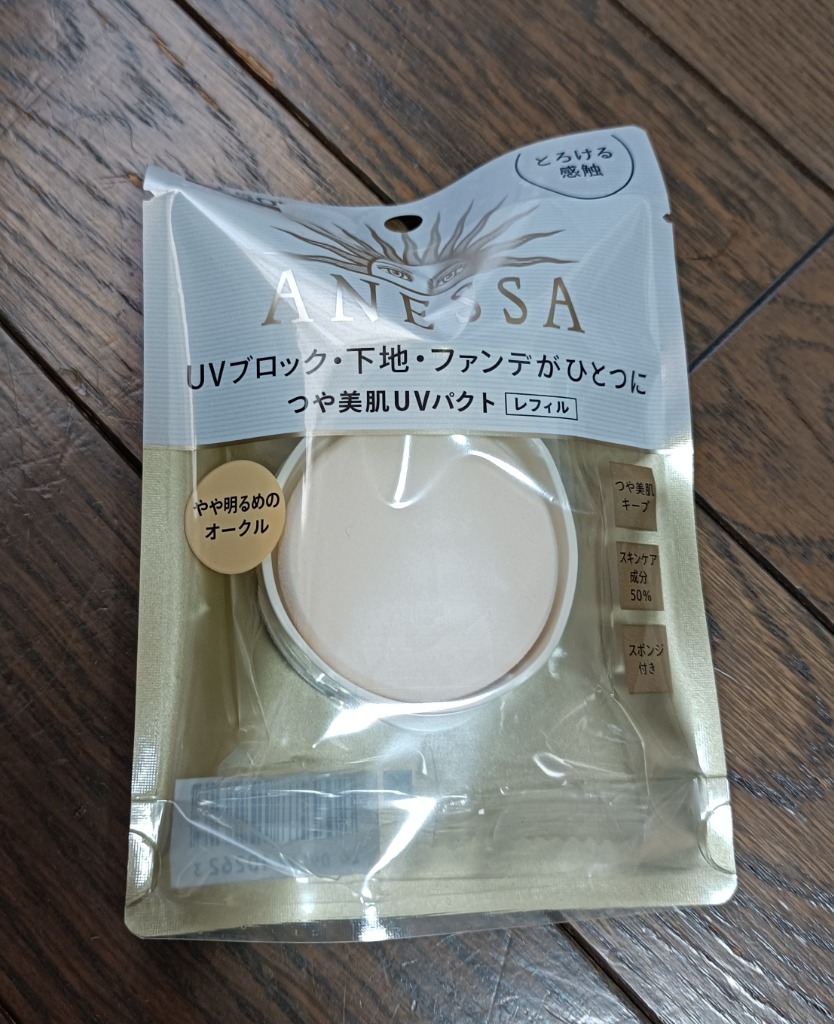 とろける
感触
ANESSA
UVブロック・下地・ファンデがひとつに
つや美肌UVパクト レフィル
やや明るめの
オークル
つや美肌
キープ
スキンケア
成分
50%
スポンジ
付き